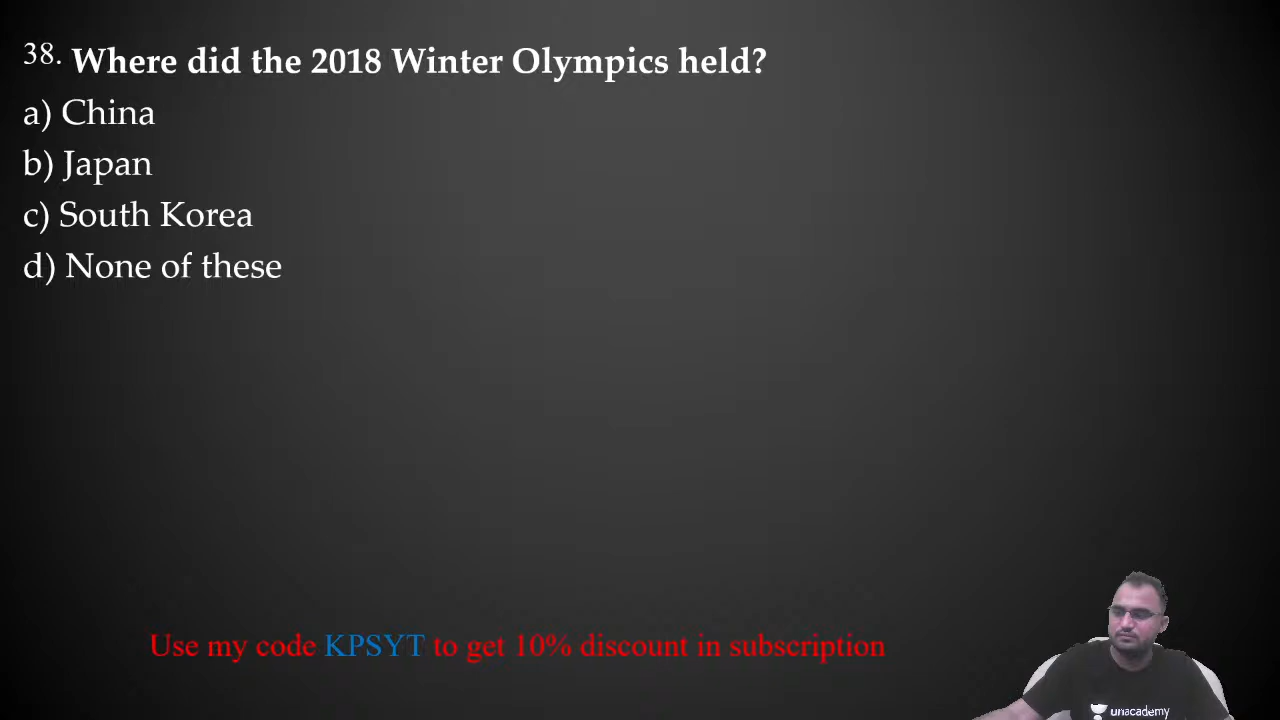 38. Where did the 2018 Winter Olympics held?
a) China
b) Japan
c) South Korea
d) None of these
Use my code KPSYT to get 10% discount in subscription
unacademy